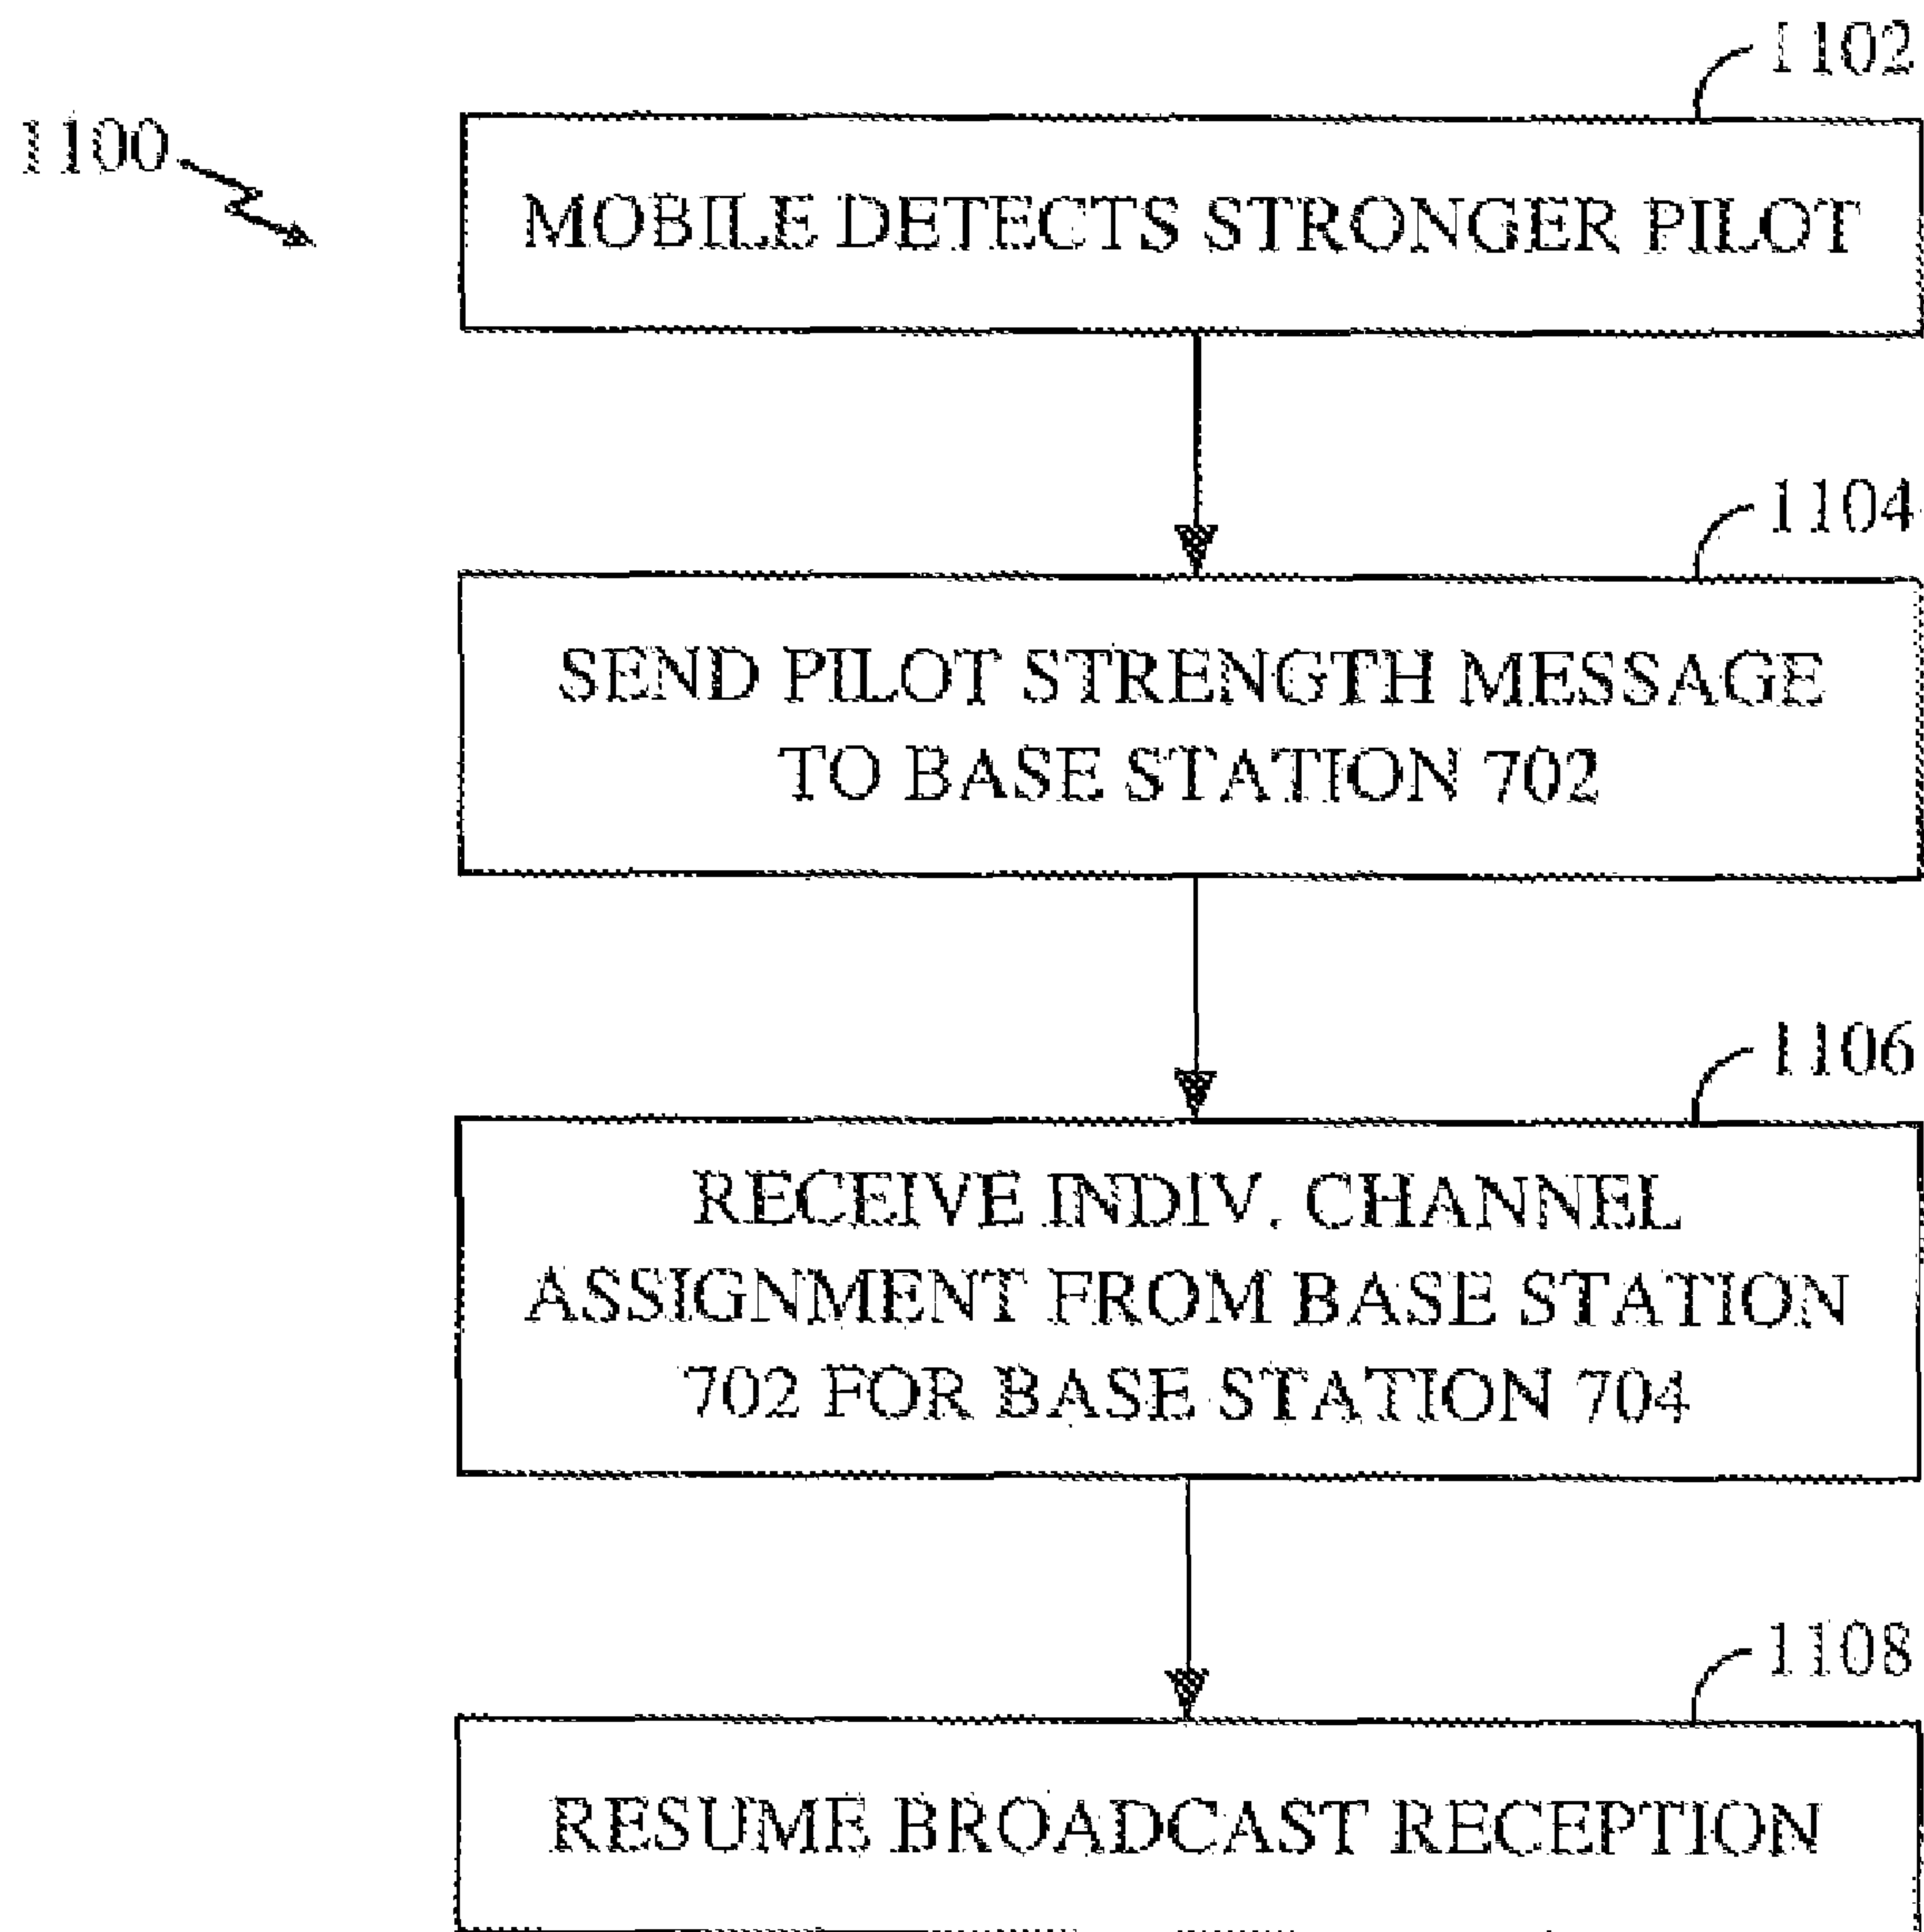 1102
1100
MOBILE DETECTS STRONGER PILOT
1104
SEND PILOT STRENGTH MESSAGE
TO BASE STATION 702
1106
RECEIVE INDIV. CHANNEL
ASSIGNMENT FROM BASE STATION
702 FOR BASE STATION 704
1108
RESUME BROADCAST RECEPTION